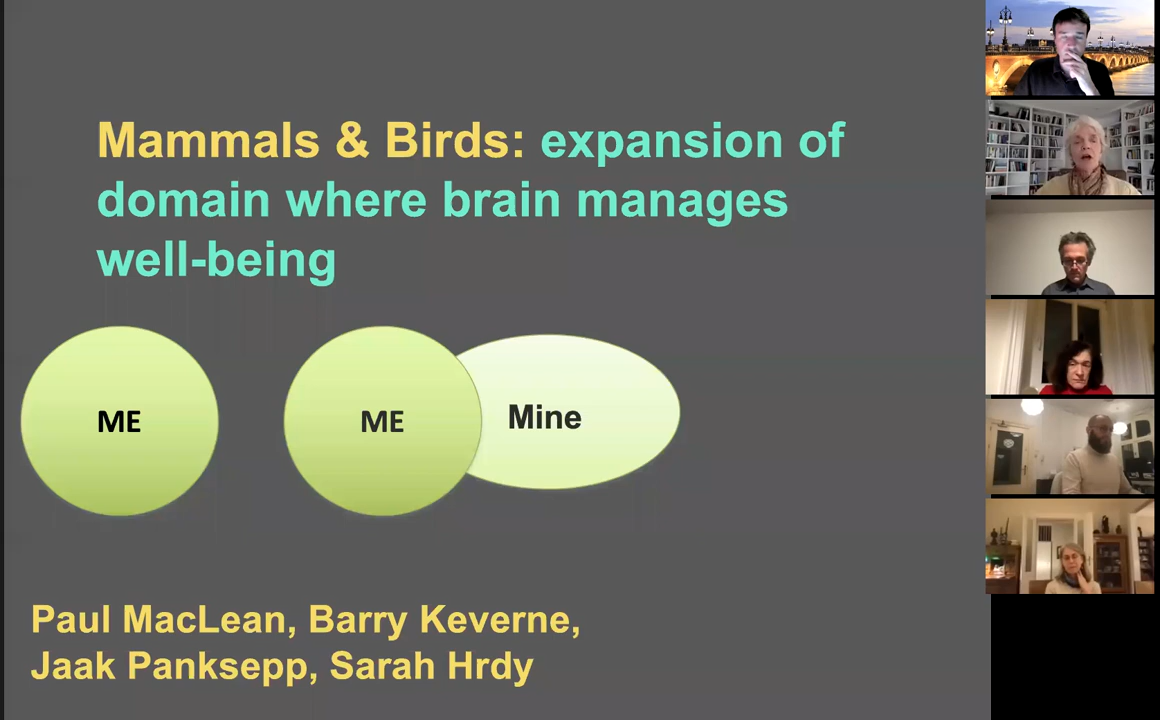 Mammals & Birds: expansion of
domain where brain manages
well-being
ME
ME
Mine
Paul MacLean, Barry Keverne,
Jaak Panksepp, Sarah Hrdy